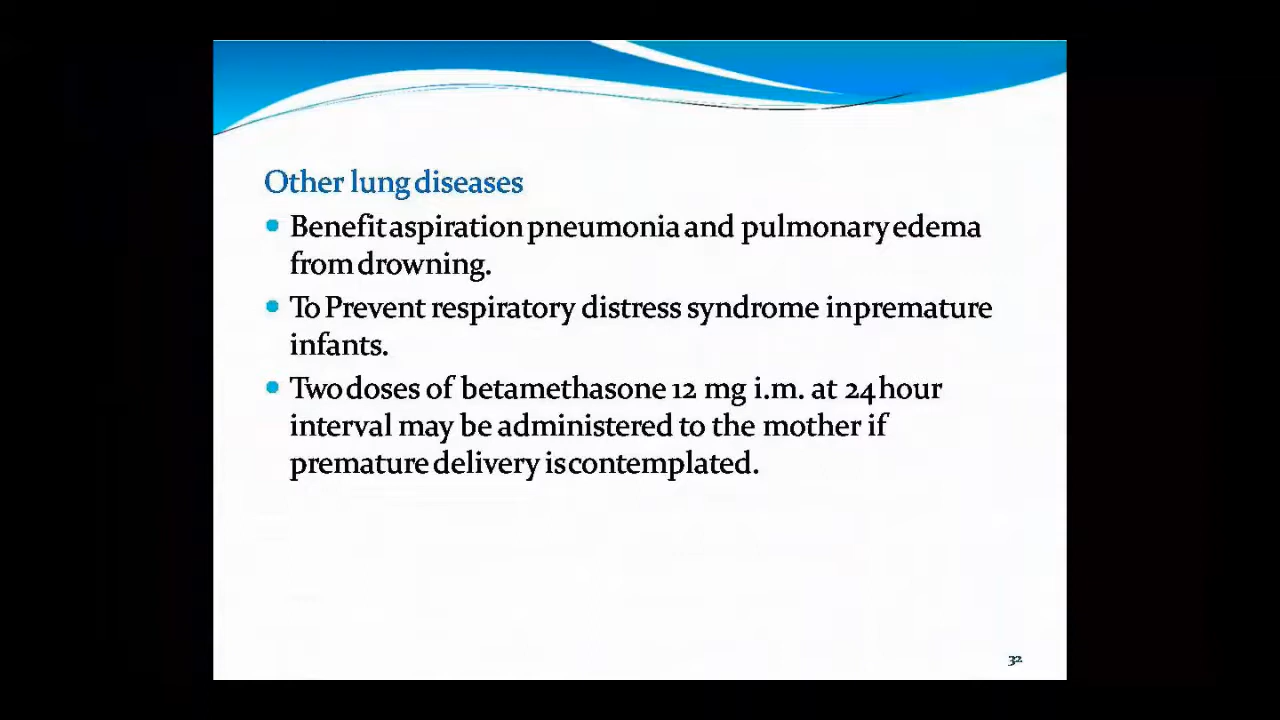 Other lung diseases
Benefit aspiration pneumonia and pulmonary edema
from drowning.
To Prevent respiratory distress syndrome inpremature
infants.
Two doses of betamethasone 12 mg i.m. at 24 hour
interval may be administered to the mother if
premature delivery is contemplated.
32